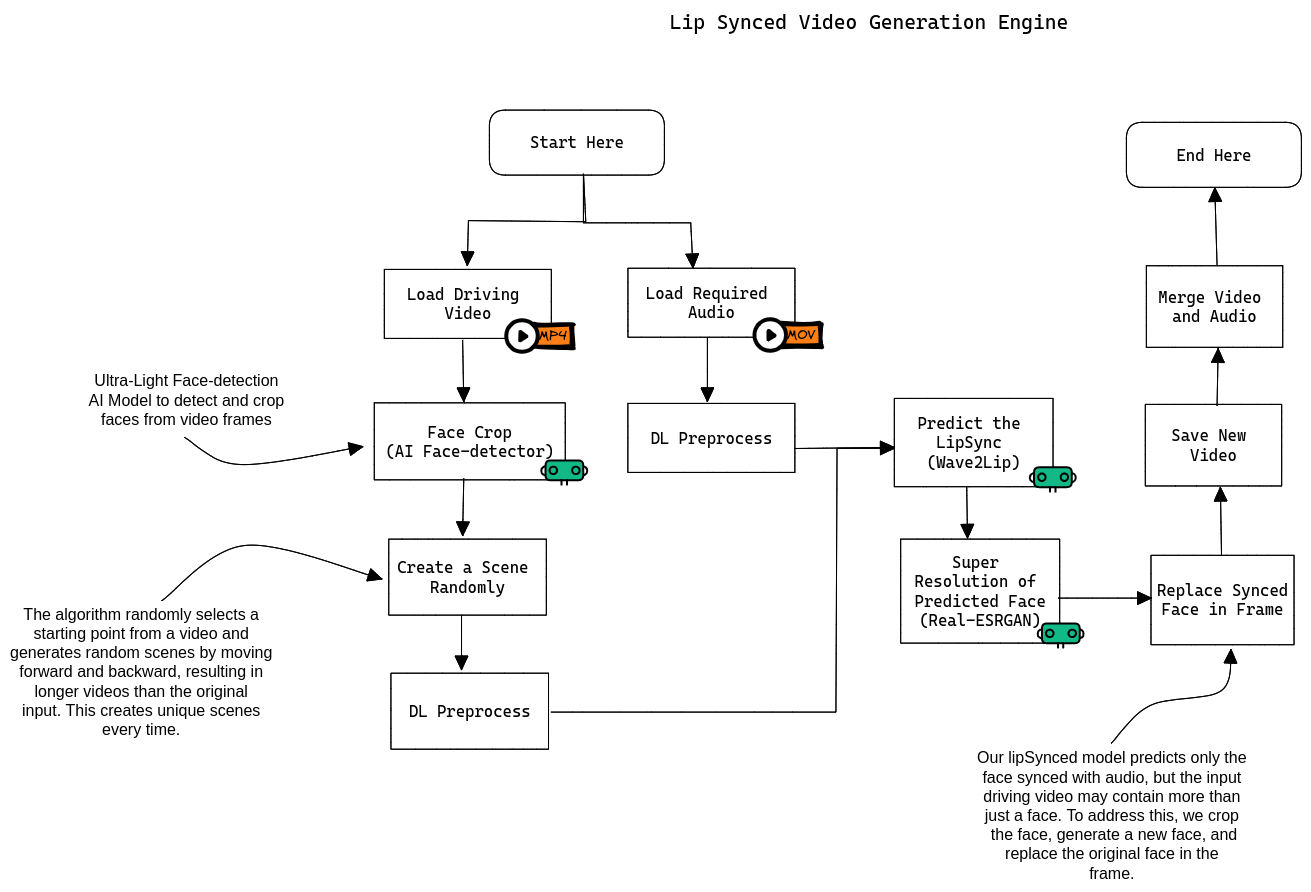 Lip Synced Video Generation Engine
Start Here
End Here
Load Driving
Video
MP4
Load Required
Audio
MOV
Merge Video
and Audio
Ultra-Light Face-detection
AI Model to detect and crop
faces from video frames
Face Crop
(AI Face-detector)
DL Preprocess
Predict the
LipSync
(Wave2Lip)
Save New
Video
Create a Scene
Randomly
Super
Resolution of
Predicted Face
(Real-ESRGAN)
Replace Synced
Face in Frame
The algorithm randomly selects a
starting point from a video and
generates random scenes by moving
forward and backward, resulting in
longer videos than the original
input. This creates unique scenes
every time.
DL Preprocess
Our lipSynced model predicts only the
face synced with audio, but the input
driving video may contain more than
just a face. To address this, we crop
the face, generate a new face, and
replace the original face in the
frame.